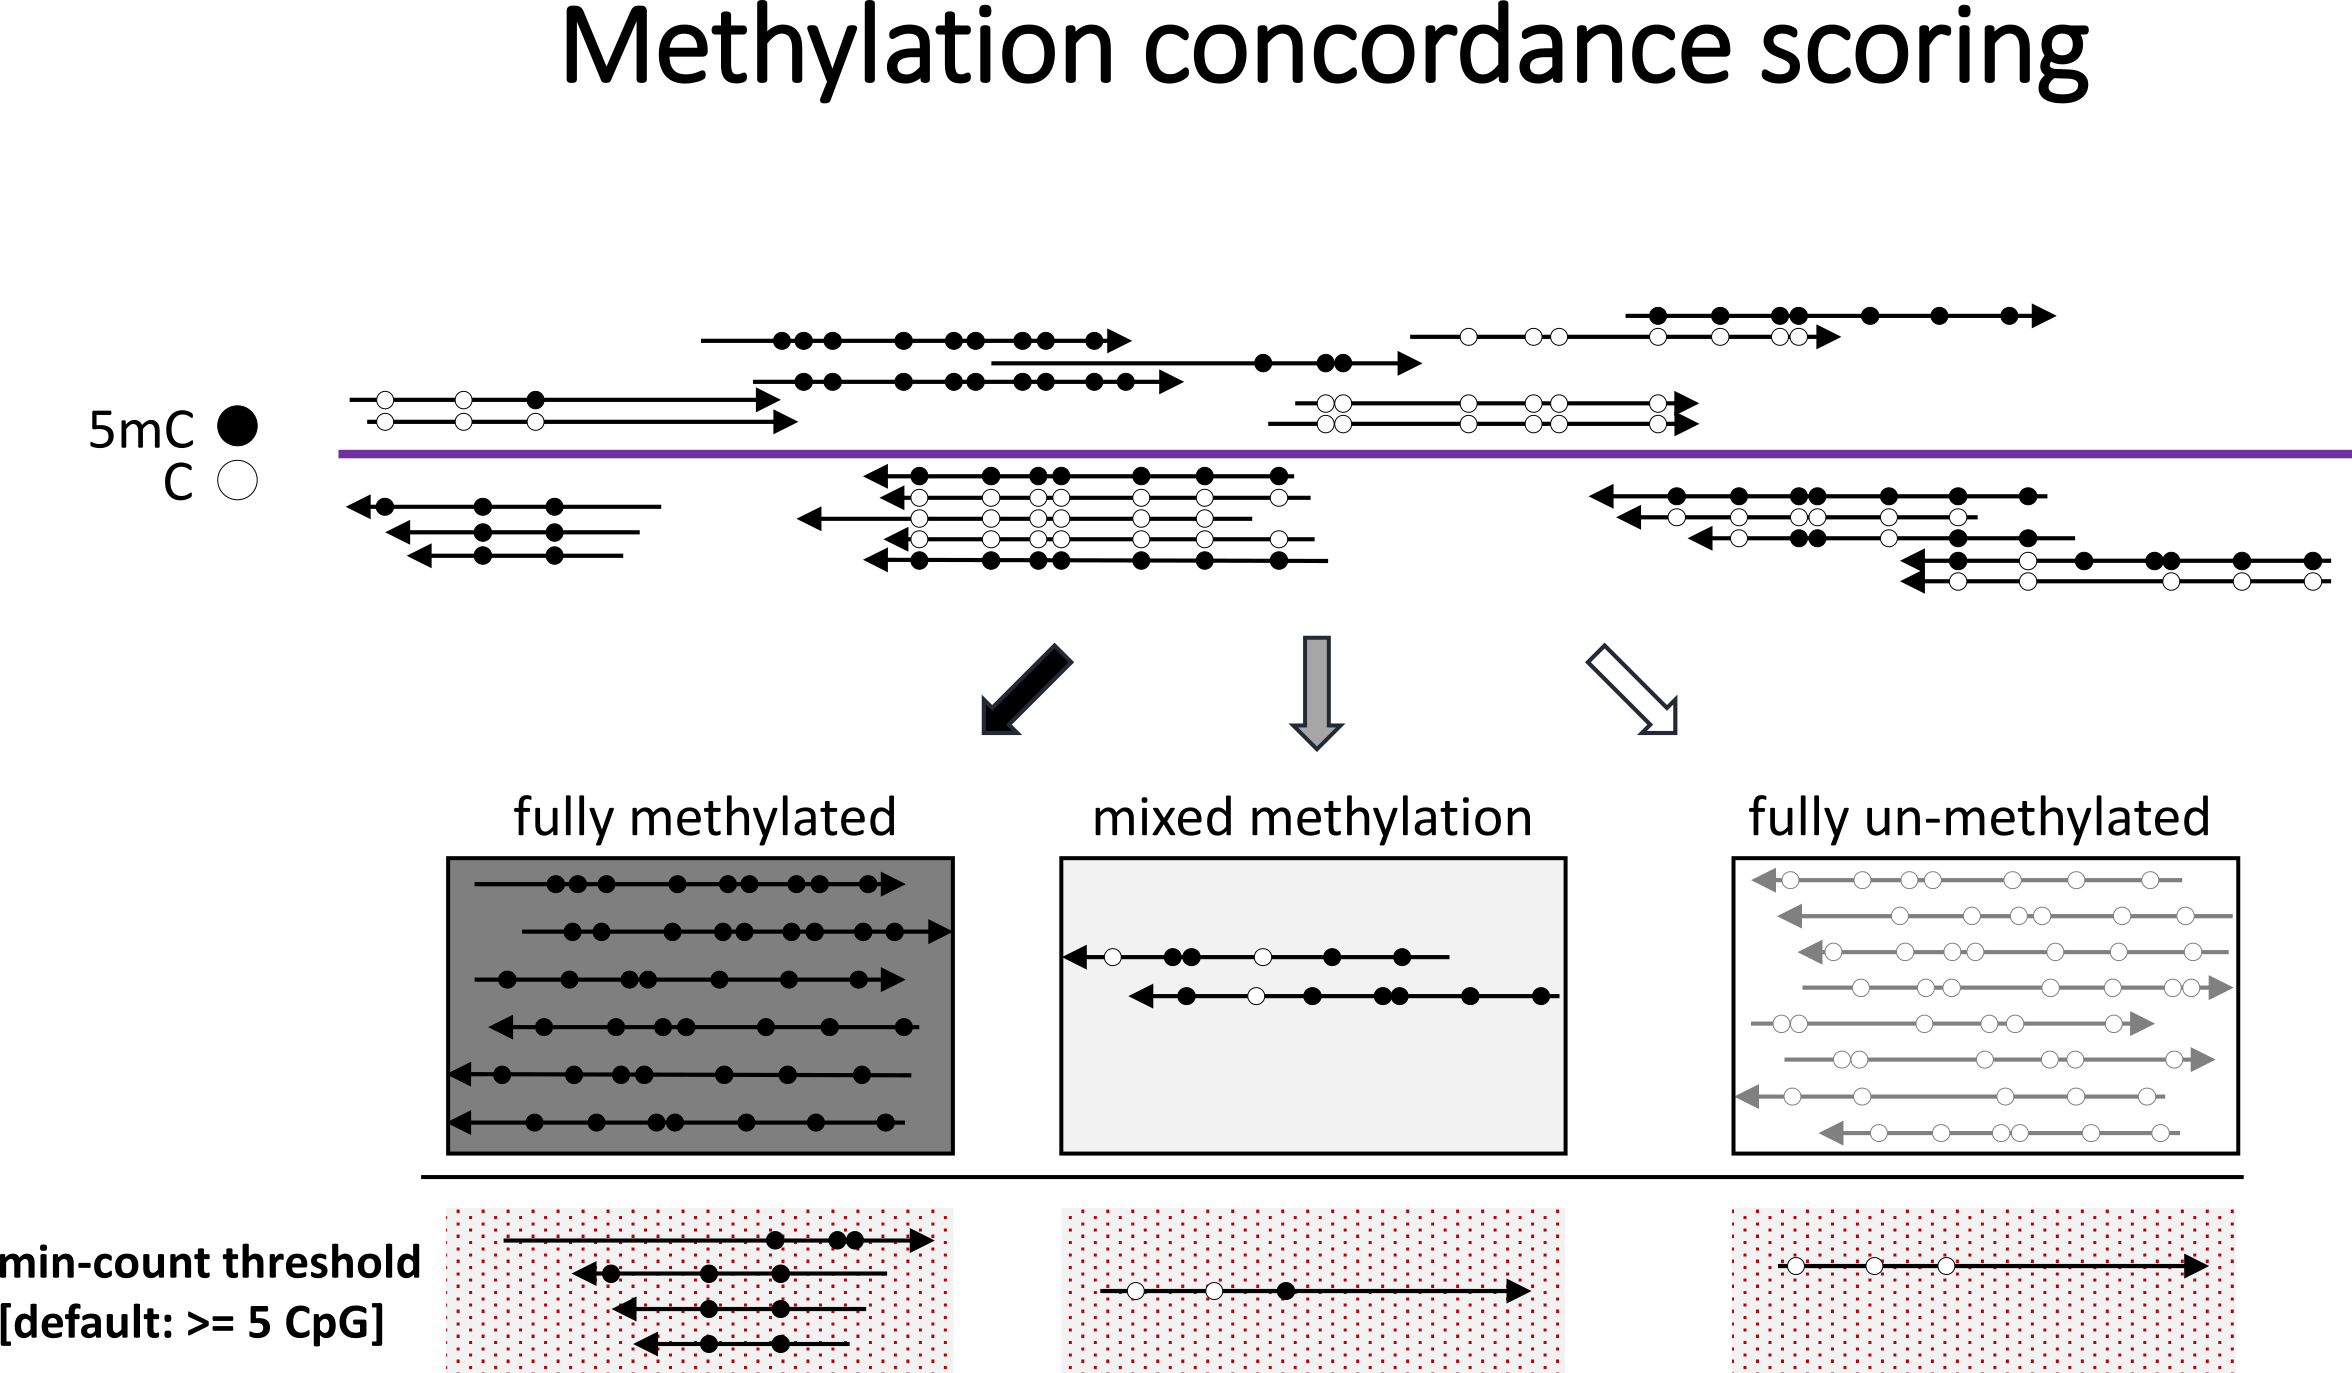 Methylation concordance scoring
5mC
C
fully methylated
mixed methylation
fully un-methylated
min-count threshold
[default: >= 5 CpG]